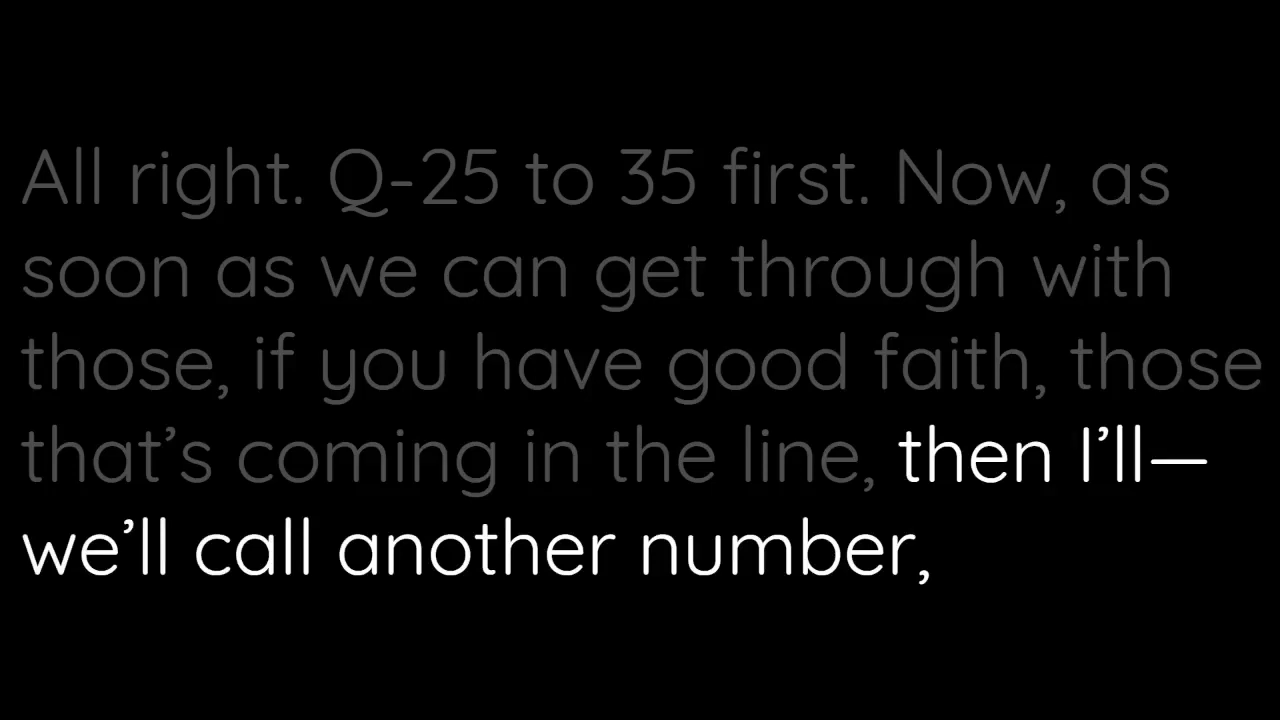 All right. Q-25 to 35 first. Now, as
soon as we can get through with
those, if you have good faith, those
that’s coming in the line, then I’ll—
we’ll call another number,